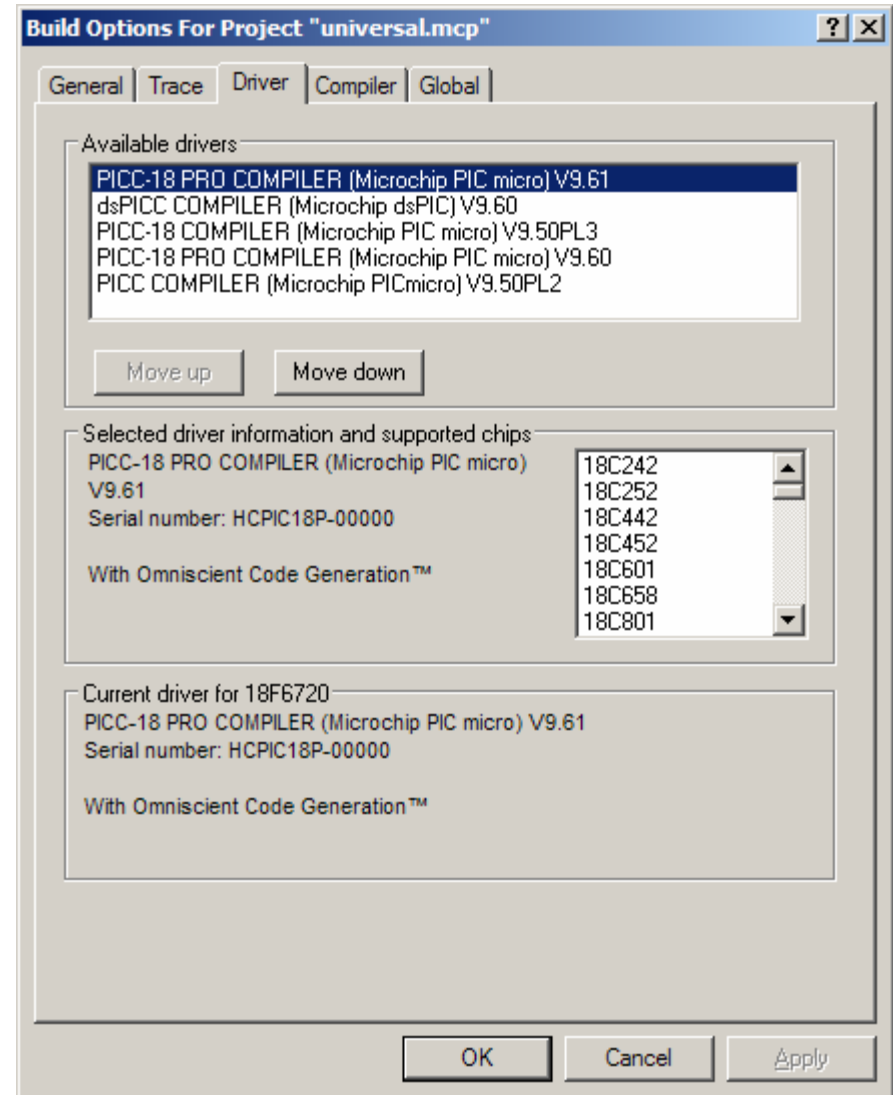 Build Options For Project "universal.mcp"
General Trace Driver Compiler Global
Available drivers
PICC-18 PRO COMPILER (Microchip PIC micro) V9.61
dsPICC COMPILER (Microchip dsPIC) V9.60
PICC-18 COMPILER (Microchip PIC micro) V9.50PL3
PICC-18 PRO COMPILER (Microchip PIC micro) V9.60
PICC COMPILER (Microchip PICmicro) V9.50PL2
Move up Move down
Selected driver information and supported chips
PICC-18 PRO COMPILER (Microchip PIC micro)
V9.61
Serial number: HCPIC18P-00000
With Omniscient Code Generation™
18C242
18C252
18C442
18C452
18C601
18C658
18C801
Current driver for 18F6720
PICC-18 PRO COMPILER (Microchip PIC micro) V9.61
Serial number: HCPIC18P-00000
With Omniscient Code Generation™
OK Cancel Apply